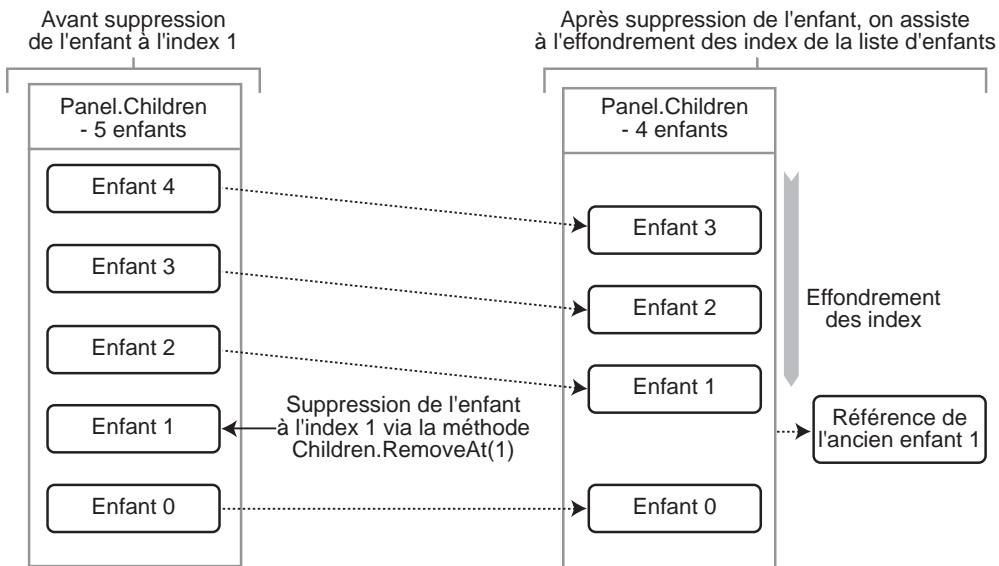 Avant suppression
de l'enfant à l'index 1
Panel.Children
- 5 enfants
Enfant 4
Enfant 3
Enfant 2
Enfant 1
Enfant 0
Suppression de l'enfant
à l'index 1 via la méthode
Children.RemoveAt(1)
Après suppression de l'enfant, on assiste
à l'effondrement des index de la liste d'enfants
Panel.Children
- 4 enfants
Enfant 3
Enfant 2
Enfant 1
Enfant 0
Effondrement
des index
Référence de
l'ancien enfant 1